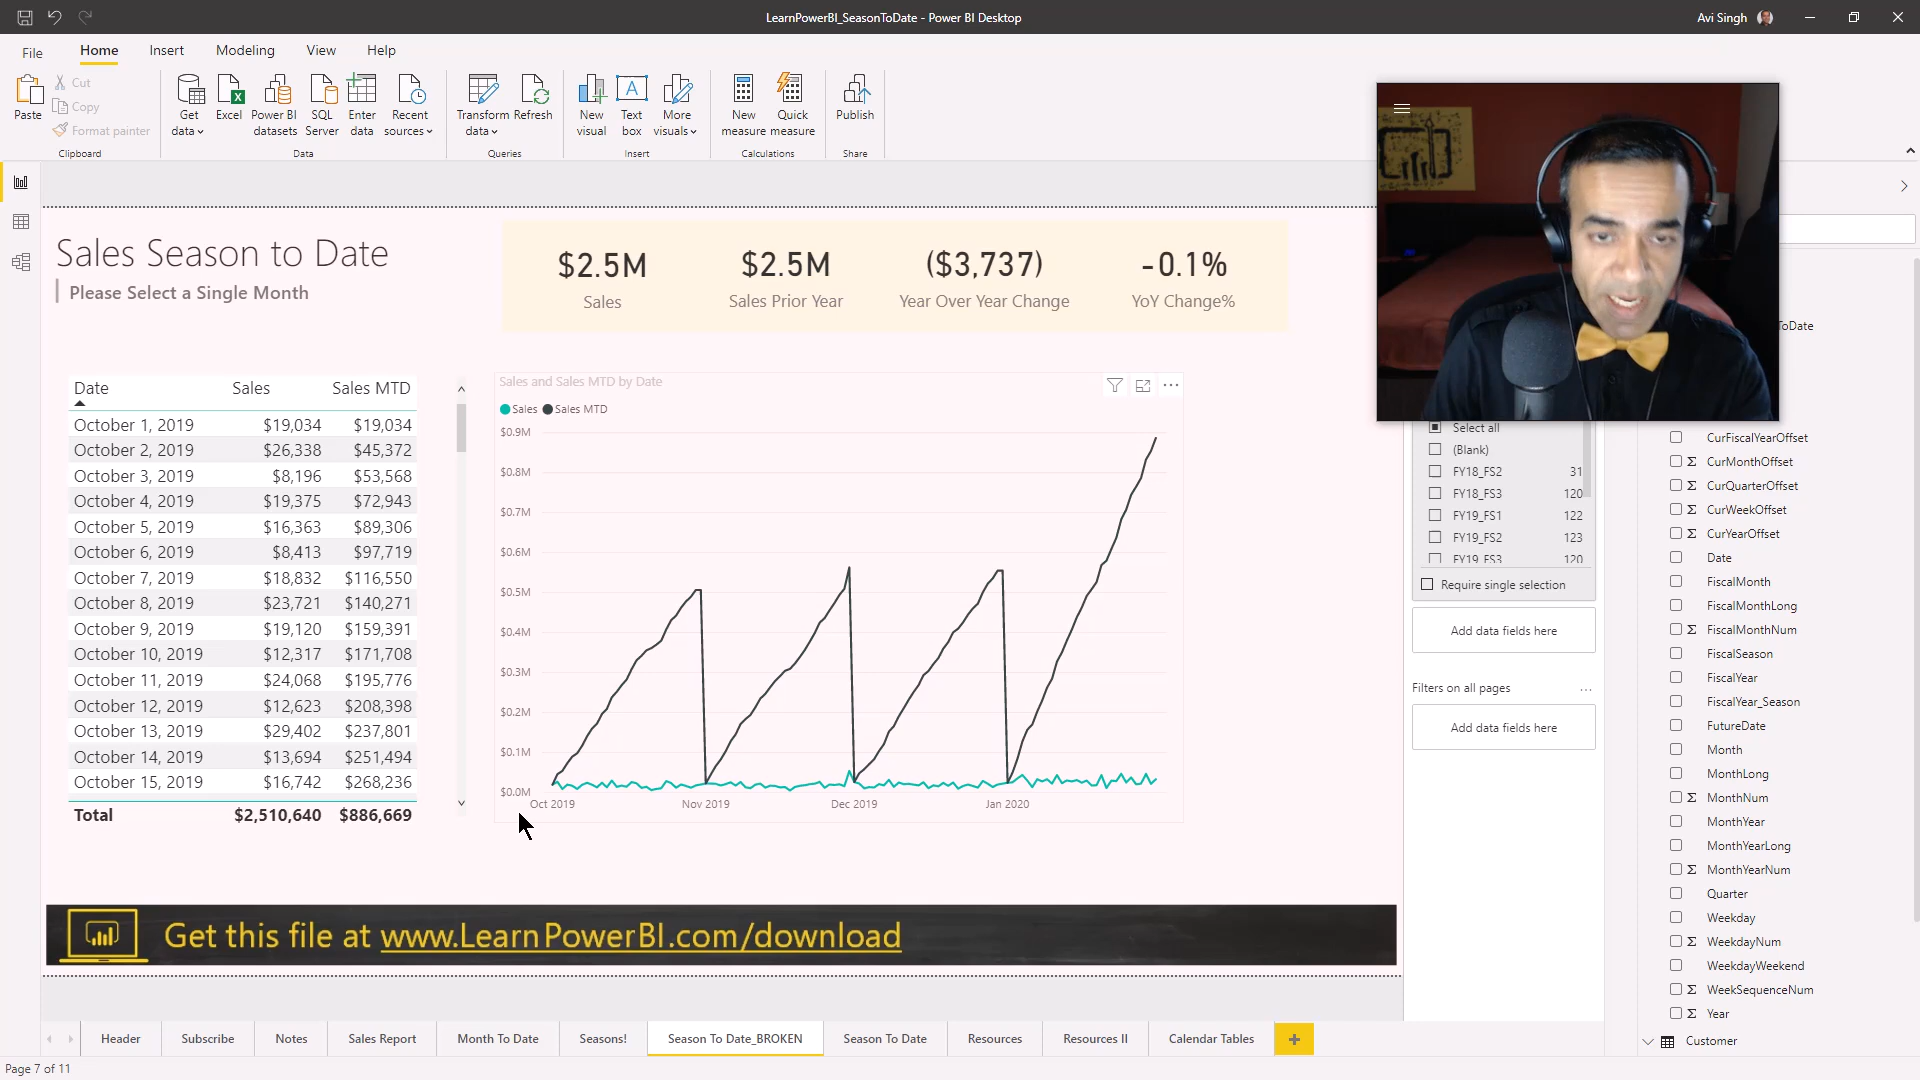 LearnPowerBI_SeasonToDate - Power BI Desktop
Avi Singh
File Home Insert Modeling View Help
Paste
Cut
Copy
Format painter
Clipboard
Get data
Excel
Power BI datasets
SQL Server
Enter data
Recent sources
Data
Transform data
Refresh
Queries
New visual
Text box
More visuals
Insert
New measure
Quick measure
Calculations
Publish
Share
Sales Season to Date
Please Select a Single Month
$2.5M
Sales
$2.5M
Sales Prior Year
($3,737)
Year Over Year Change
-0.1%
YoY Change%
Date Sales Sales MTD
October 1, 2019 $19,034 $19,034
October 2, 2019 $26,338 $45,372
October 3, 2019 $8,196 $53,568
October 4, 2019 $19,375 $72,943
October 5, 2019 $16,363 $89,306
October 6, 2019 $8,413 $97,719
October 7, 2019 $18,832 $116,550
October 8, 2019 $23,721 $140,271
October 9, 2019 $19,120 $159,391
October 10, 2019 $12,317 $171,708
October 11, 2019 $24,068 $195,776
October 12, 2019 $12,623 $208,398
October 13, 2019 $29,402 $237,801
October 14, 2019 $13,694 $251,494
October 15, 2019 $16,742 $268,236
Total $2,510,640 $886,669
Sales and Sales MTD by Date
Sales Sales MTD
$0.9M
$0.8M
$0.7M
$0.6M
$0.5M
$0.4M
$0.3M
$0.2M
$0.1M
$0.0M
Oct 2019 Nov 2019 Dec 2019 Jan 2020
Get this file at www.LearnPowerBI.com/download
Select all
(Blank)
FY18_FS2 31
FY18_FS3 120
FY19_FS1 122
FY19_FS2 123
FY19_FS3 120
Require single selection
Add data fields here
Filters on all pages ...
Add data fields here
ToDate
CurFiscalYearOffset
CurMonthOffset
CurQuarterOffset
CurWeekOffset
CurYearOffset
Date
FiscalMonth
FiscalMonthLong
FiscalMonthNum
FiscalSeason
FiscalYear
FiscalYear_Season
FutureDate
Month
MonthLong
MonthNum
MonthYear
MonthYearLong
MonthYearNum
Quarter
Weekday
WeekdayNum
WeekdayWeekend
WeekSequenceNum
Year
Customer
Header Subscribe Notes Sales Report Month To Date Seasons! Season To Date_BROKEN Season To Date Resources Resources II Calendar Tables +
Page 7 of 11